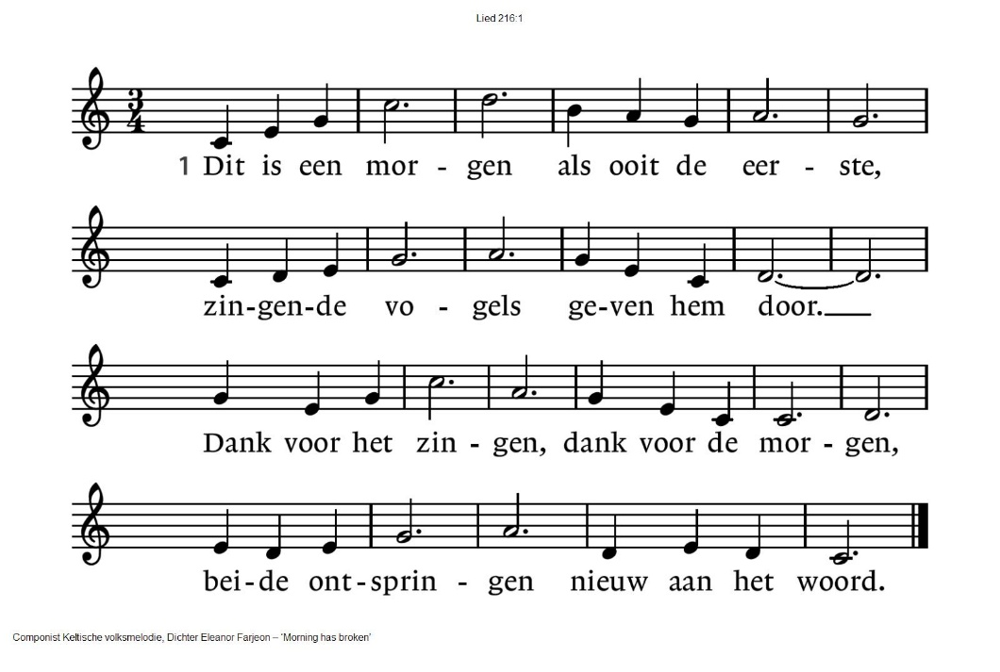 Lied 216:1
3
4
1 Dit is een mor - gen als ooit de eer - ste,
zin-gen-de vo - gels ge-ven hem door.
Dank voor het zin - gen, dank voor de mor - gen,
bei-de ont-sprin - gen nieuw aan het woord.
Componist Keltische volksmelodie, Dichter Eleanor Farjeon – 'Morning has broken'